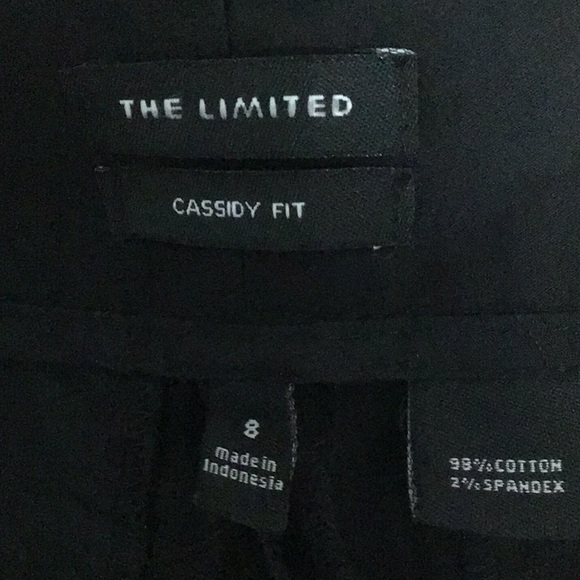 THE LIMITED
CASSIDY FIT
8
made in
Indonesia
98% COTTON
2% SPANDEX